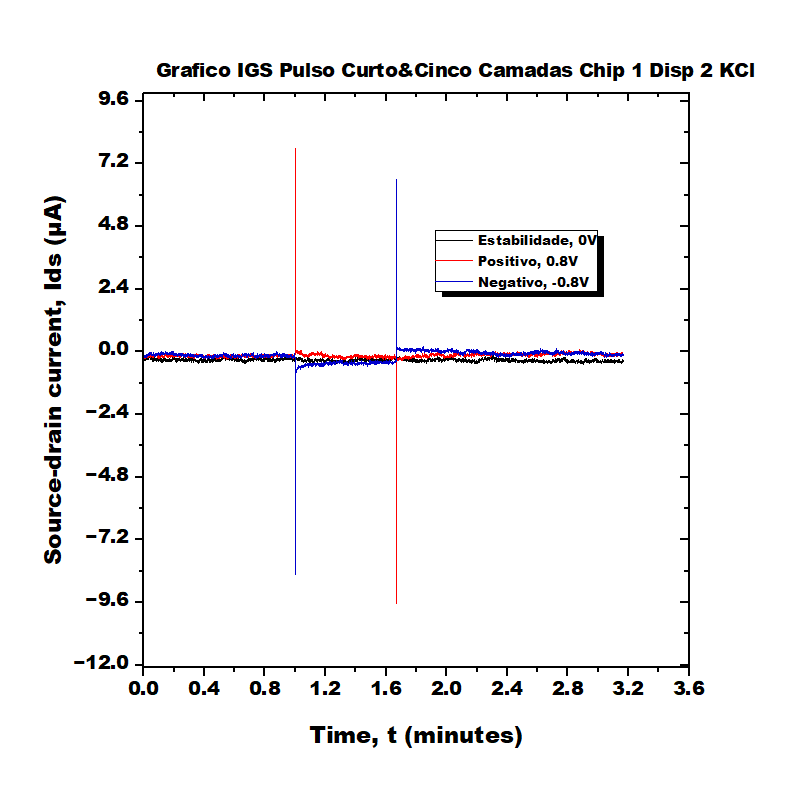 Grafico IGS Pulso Curto&Cinco Camadas Chip 1 Disp 2 KCl
9.6
7.2
4.8
2.4
0.0
−2.4
−4.8
−7.2
−9.6
−12.0
Source-drain current, Ids (µA)
Estabilidade, 0V
Positivo, 0.8V
Negativo, -0.8V
0.0 0.4 0.8 1.2 1.6 2.0 2.4 2.8 3.2 3.6
Time, t (minutes)